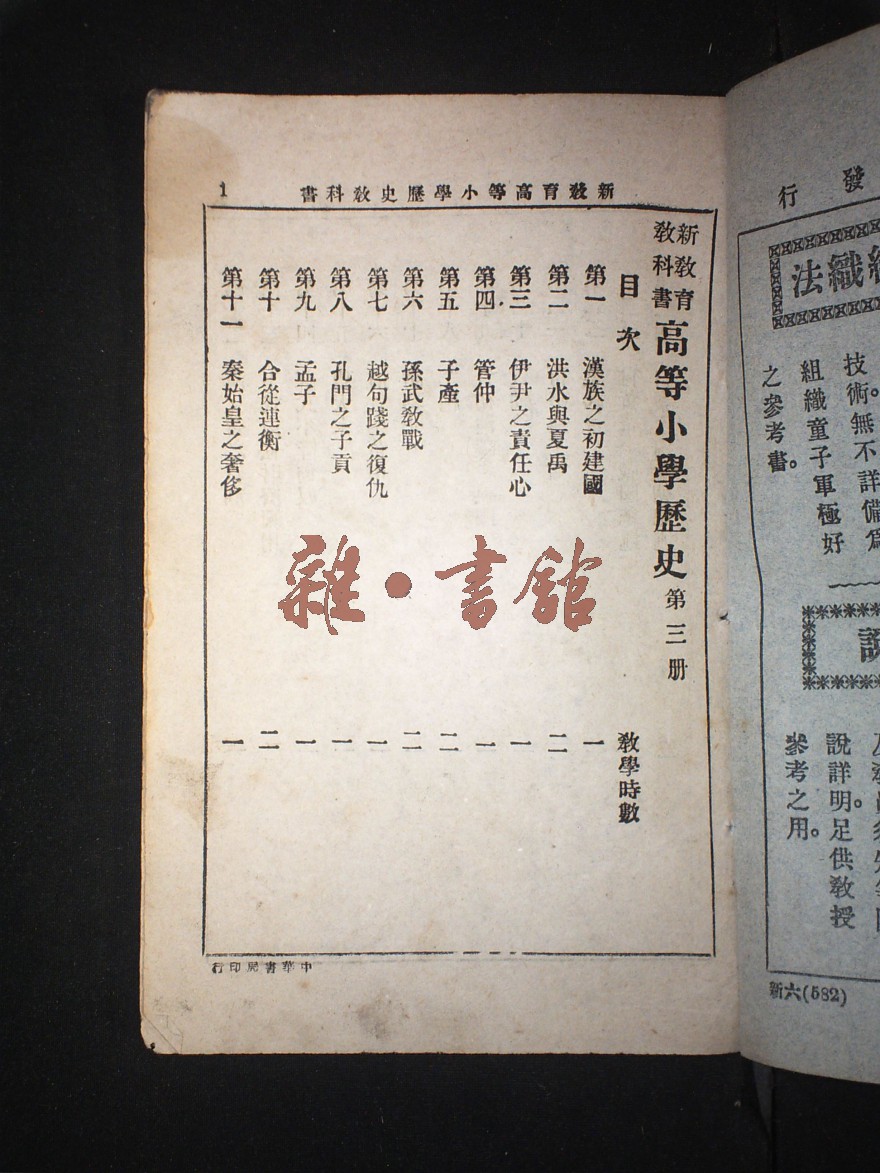 發行
織法
技術。無不詳備爲
組織童子軍極好
之參考書。
說詳明。足供教授
參考之用。
新六(582)
新教育高等小學歷史教科書
1
新教育教科書 高等小學歷史 第三册
目次 教學時數
第一 漢族之初建國 一
第二 洪水與夏禹 二
第三 伊尹之責任心 一
第四 管仲 一
第五 子產 二
第六 孫武教戰 二
第七 越句踐之復仇 一
第八 孔門之子貢 一
第九 孟子 一
第十 合從連衡 二
第十一 秦始皇之奢侈 一
中華書局印行
雜·書館